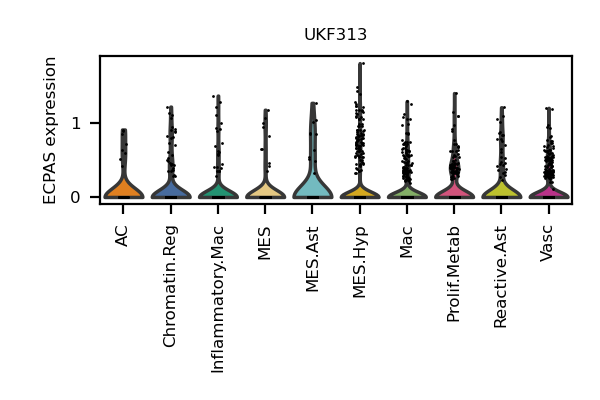 UKF313
ECPAS expression
1
0
AC
Chromatin.Reg
Inflammatory.Mac
MES
MES.Ast
MES.Hyp
Mac
Prolif.Metab
Reactive.Ast
Vasc